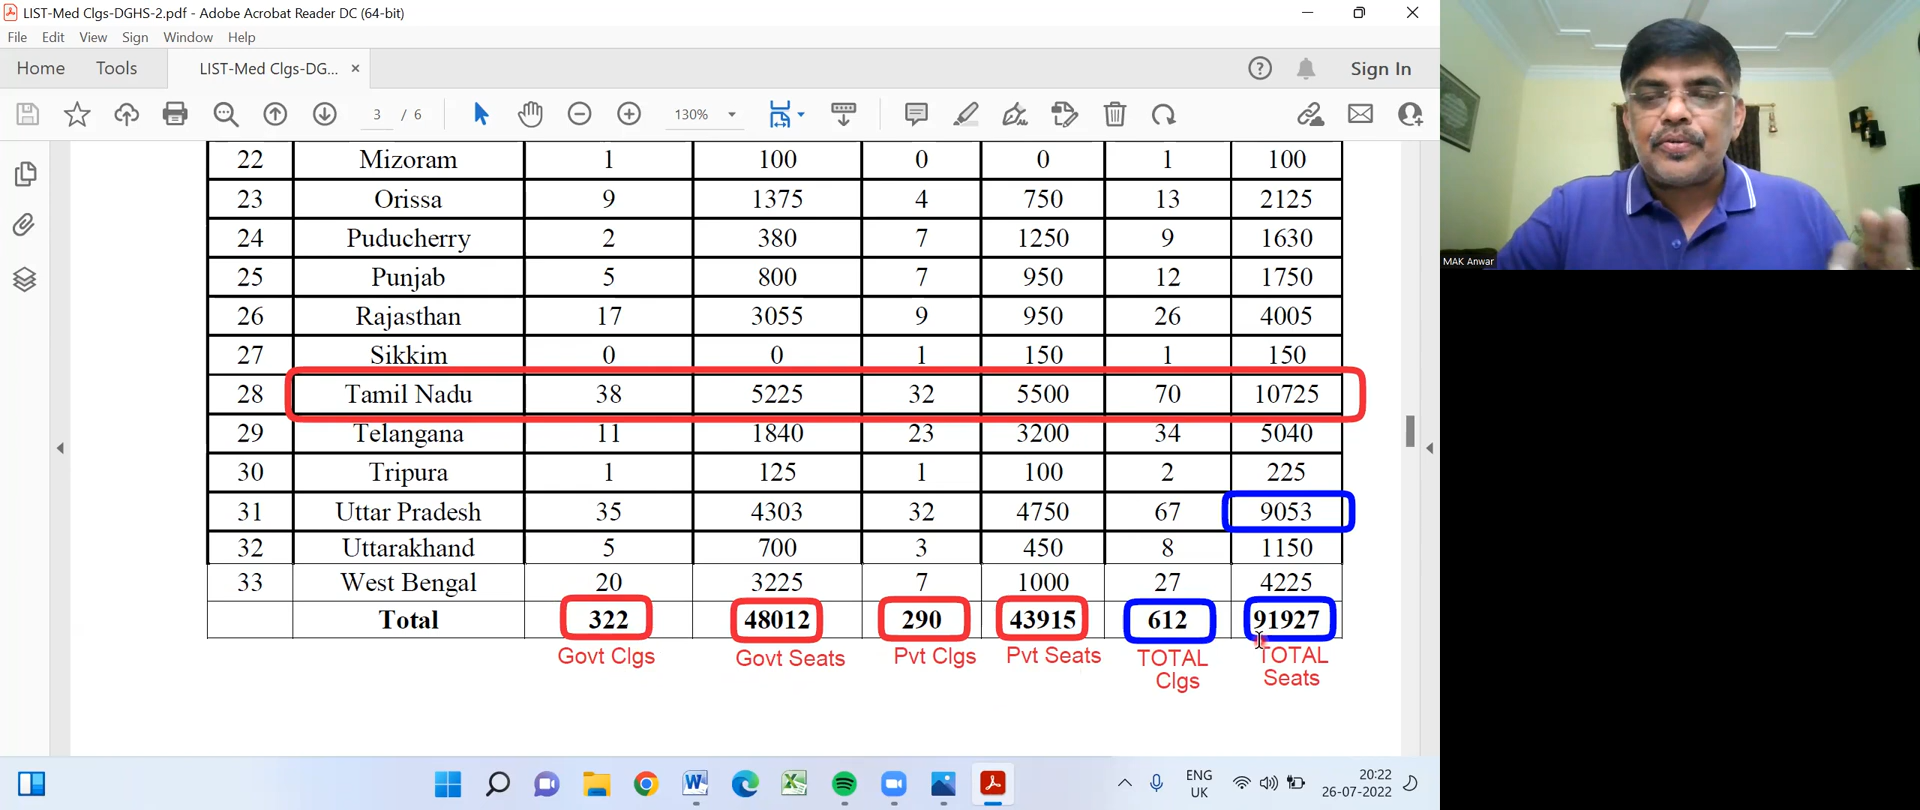 LIST-Med Clgs-DGHS-2.pdf - Adobe Acrobat Reader DC (64-bit)
File Edit View Sign Window Help
Home Tools LIST-Med Clgs-DG... × Sign In
3 / 6 130%
22 Mizoram 1 100 0 0 1 100
23 Orissa 9 1375 4 750 13 2125
24 Puducherry 2 380 7 1250 9 1630
25 Punjab 5 800 7 950 12 1750
26 Rajasthan 17 3055 9 950 26 4005
27 Sikkim 0 0 1 150 1 150
28 Tamil Nadu 38 5225 32 5500 70 10725
29 Telangana 11 1840 23 3200 34 5040
30 Tripura 1 125 1 100 2 225
31 Uttar Pradesh 35 4303 32 4750 67 9053
32 Uttarakhand 5 700 3 450 8 1150
33 West Bengal 20 3225 7 1000 27 4225
Total 322 48012 290 43915 612 91927
Govt Clgs Govt Seats Pvt Clgs Pvt Seats TOTAL TOTAL
Clgs Seats
MAK Anwar
ENG 20:22
UK 26-07-2022